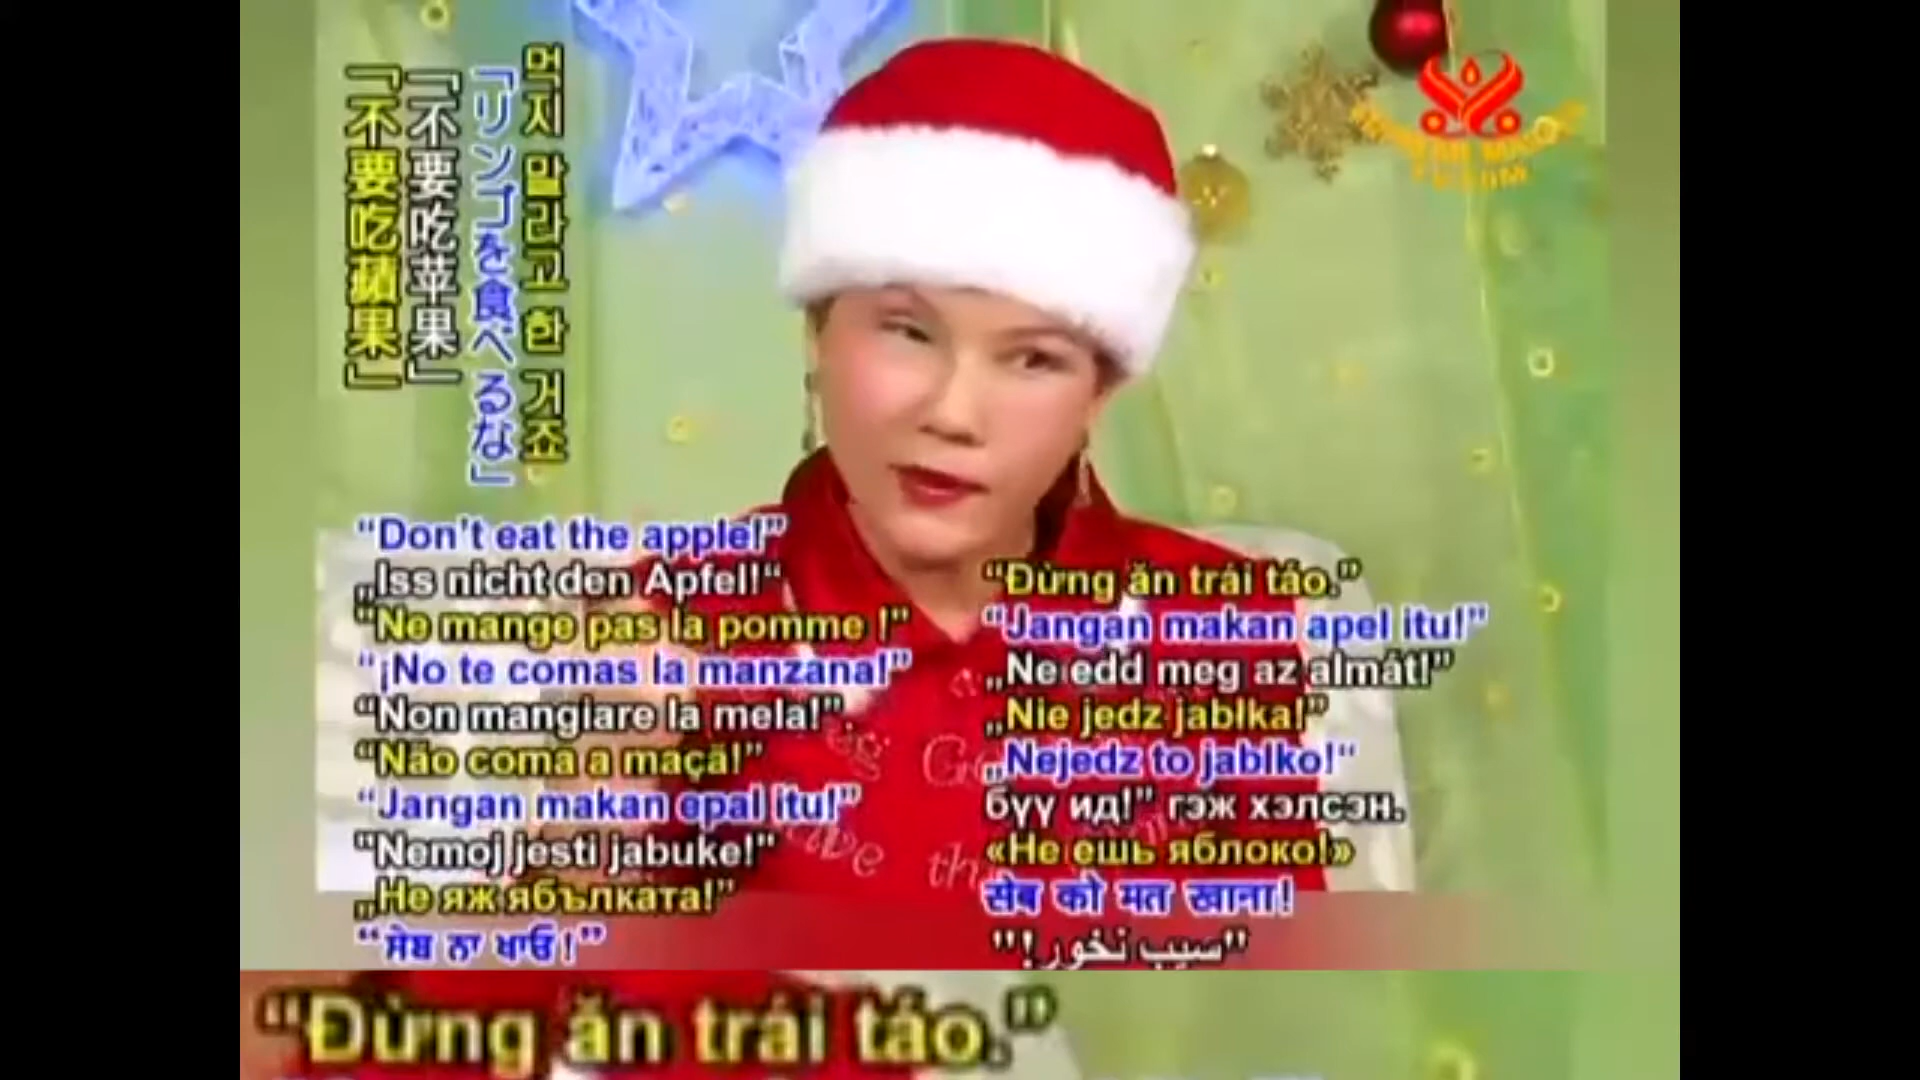 먹지 말라고 한 거죠
「リンゴを食べるな」
「不要吃苹果」
「不要吃蘋果」
“Don't eat the apple!”
„Iss nicht den Apfel!“
"Ne mange pas la pomme !"
“¡No te comas la manzana!”
“Non mangiare la mela!”
“Não coma a maçã!”
“Jangan makan epal itu!”
"Nemoj jesti jabuke!"
„Не яж ябълката!”
“ਸੇਬ ਨਾ ਖਾਓ!”
“Đừng ăn trái táo.”
“Jangan makan apel itu!”
„Ne edd meg az almát!”
„Nie jedz jabłka!”
„Nejedz to jablko!“
бүү ид!” гэж хэлсэн.
«Не ешь яблоко!»
सेब को मत खाना!
"سیب نخور!"
“Đừng ăn trái táo.”